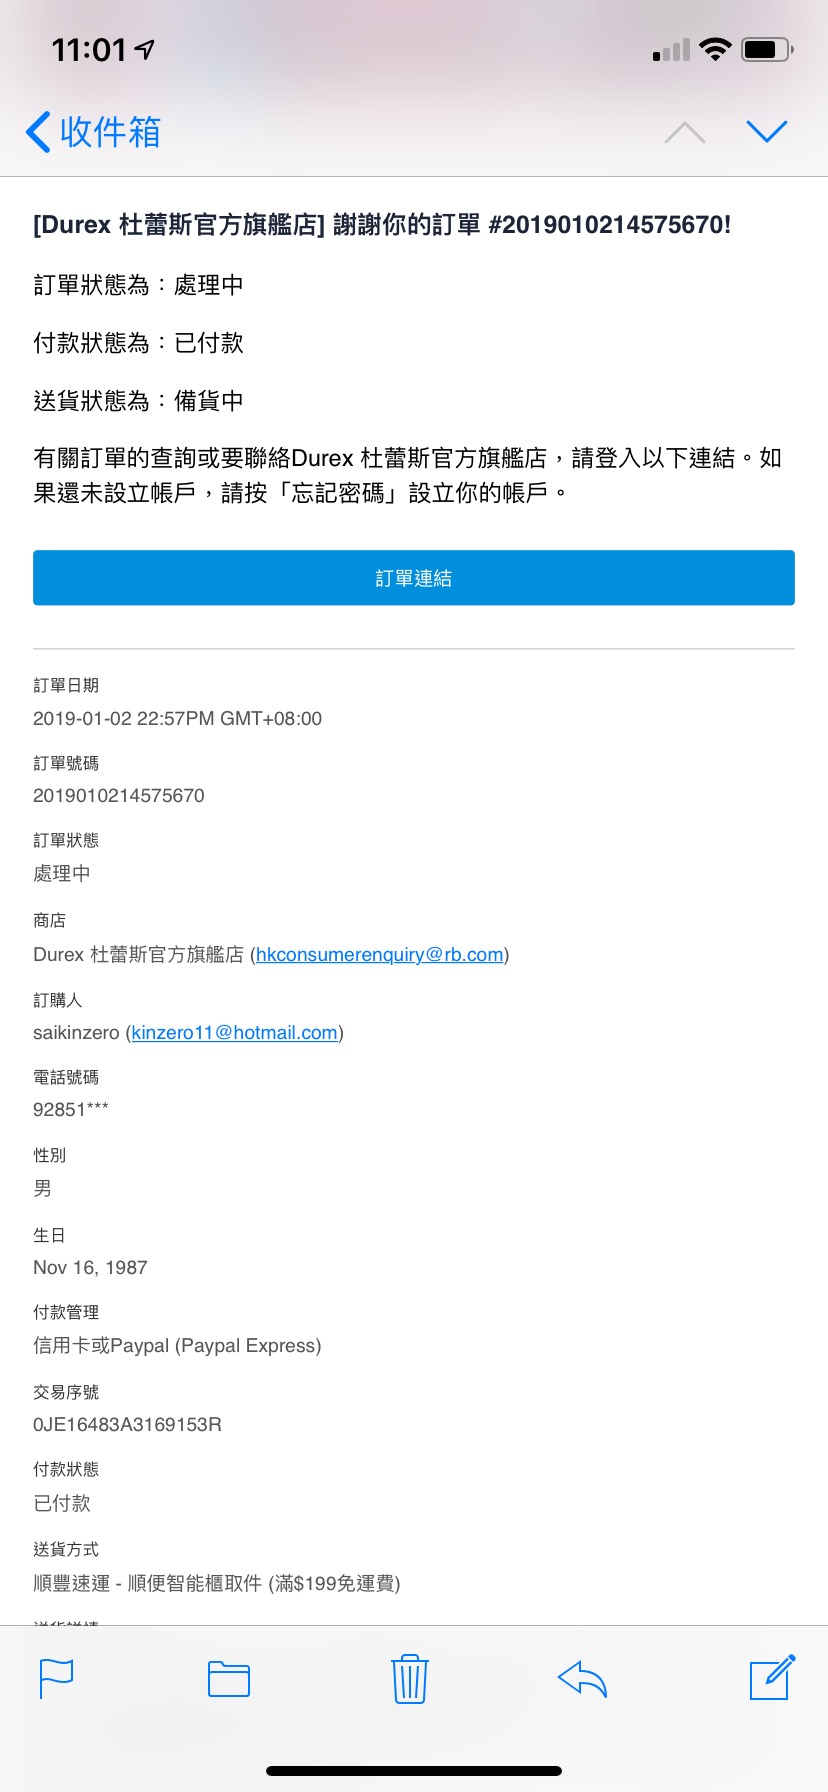 11:01
收件箱
[Durex 杜蕾斯官方旗艦店] 謝謝你的訂單 #2019010214575670!
訂單狀態為：處理中
付款狀態為：已付款
送貨狀態為：備貨中
有關訂單的查詢或要聯絡Durex 杜蕾斯官方旗艦店，請登入以下連結。如
果還未設立帳戶，請按「忘記密碼」設立你的帳戶。
訂單連結
訂單日期
2019-01-02 22:57PM GMT+08:00
訂單號碼
2019010214575670
訂單狀態
處理中
商店
Durex 杜蕾斯官方旗艦店 (hkconsumerenquiry@rb.com)
訂購人
saikinzero (kinzero11@hotmail.com)
電話號碼
92851***
性別
男
生日
Nov 16, 1987
付款管理
信用卡或Paypal (Paypal Express)
交易序號
0JE16483A3169153R
付款狀態
已付款
送貨方式
順豐速運 - 順便智能櫃取件 (滿$199免運費)